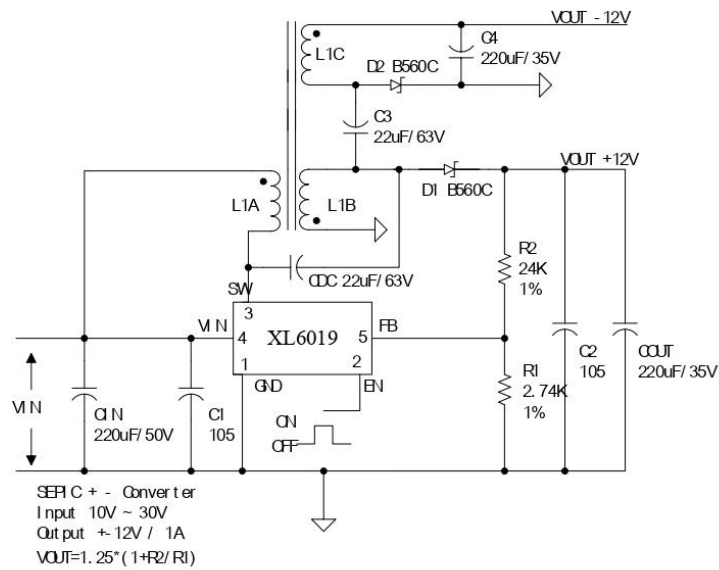 VOUT - 12V
L1C
D2 B560C
C4
220uF/35V
C3
22uF/63V
VOUT +12V
L1A
L1B
D1 B560C
CDC 22uF/63V
R2
24K
1%
SW
3
VIN
4
XL6019
5
FB
1
GND
2
EN
R1
2.74K
1%
C2
105
COUT
220uF/35V
VIN
CIN
220uF/50V
C1
105
ON
OFF
SEPIC + - Converter
Input 10V ~ 30V
Output +-12V / 1A
VOUT=1.25*(1+R2/R1)